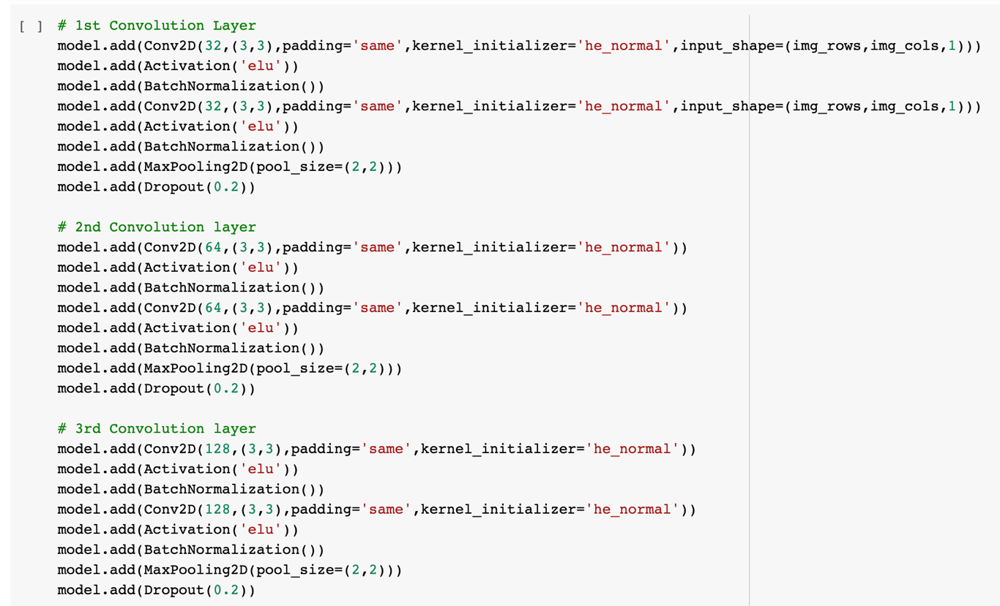 [ ] # 1st Convolution Layer
model.add(Conv2D(32,(3,3),padding='same',kernel_initializer='he_normal',input_shape=(img_rows,img_cols,1)))
model.add(Activation('elu'))
model.add(BatchNormalization())
model.add(Conv2D(32,(3,3),padding='same',kernel_initializer='he_normal',input_shape=(img_rows,img_cols,1)))
model.add(Activation('elu'))
model.add(BatchNormalization())
model.add(MaxPooling2D(pool_size=(2,2)))
model.add(Dropout(0.2))

# 2nd Convolution layer
model.add(Conv2D(64,(3,3),padding='same',kernel_initializer='he_normal'))
model.add(Activation('elu'))
model.add(BatchNormalization())
model.add(Conv2D(64,(3,3),padding='same',kernel_initializer='he_normal'))
model.add(Activation('elu'))
model.add(BatchNormalization())
model.add(MaxPooling2D(pool_size=(2,2)))
model.add(Dropout(0.2))

# 3rd Convolution layer
model.add(Conv2D(128,(3,3),padding='same',kernel_initializer='he_normal'))
model.add(Activation('elu'))
model.add(BatchNormalization())
model.add(Conv2D(128,(3,3),padding='same',kernel_initializer='he_normal'))
model.add(Activation('elu'))
model.add(BatchNormalization())
model.add(MaxPooling2D(pool_size=(2,2)))
model.add(Dropout(0.2))